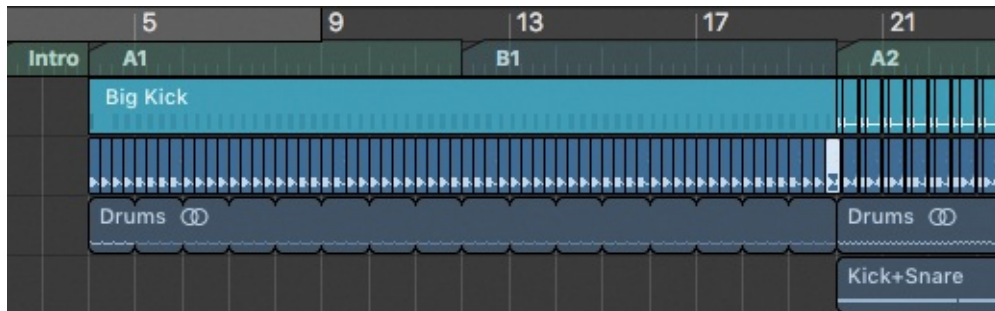 5 9 13 17 21
Intro A1 B1 A2
Big Kick
Drums Drums
Kick+Snare